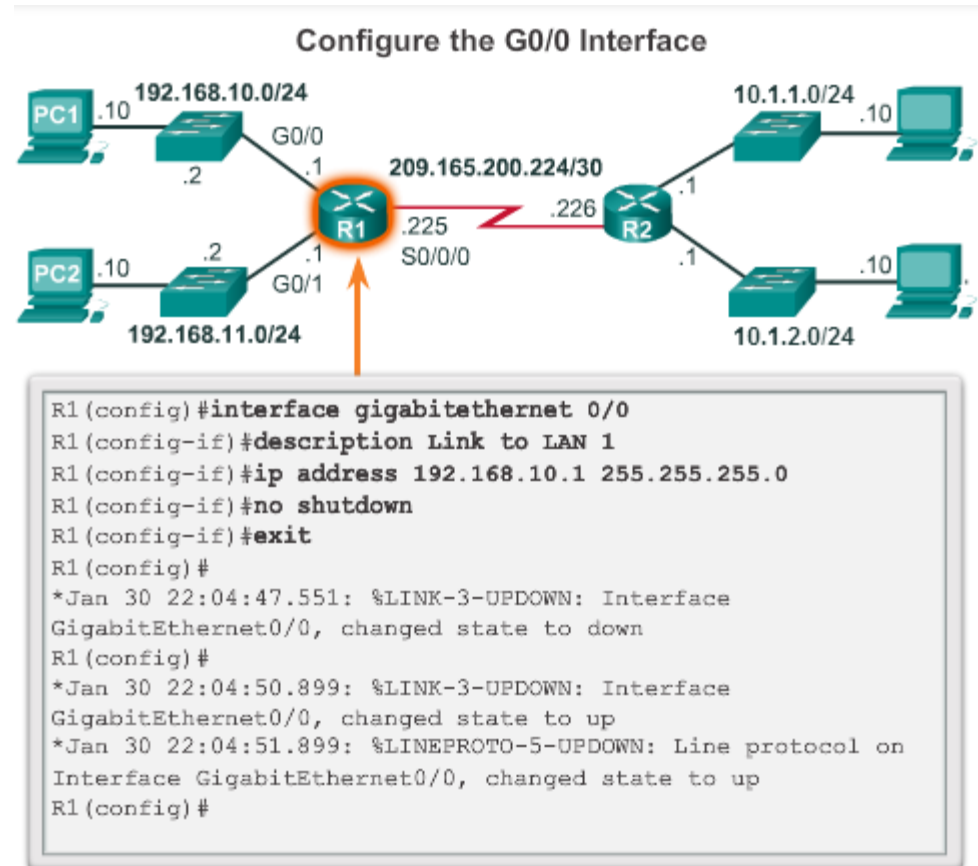 Configure the G0/0 Interface
192.168.10.0/24
10.1.1.0/24
PC1
.10
.10
G0/0
.2
.1
209.165.200.224/30
.1
R1
.225
.226
R2
S0/0/0
PC2
.10
.2
.1
G0/1
.1
.10
.
192.168.11.0/24
10.1.2.0/24
R1(config)#interface gigabitethernet 0/0
R1(config-if)#description Link to LAN 1
R1(config-if)#ip address 192.168.10.1 255.255.255.0
R1(config-if)#no shutdown
R1(config-if)#exit
R1(config)#
*Jan 30 22:04:47.551: %LINK-3-UPDOWN: Interface
GigabitEthernet0/0, changed state to down
R1(config)#
*Jan 30 22:04:50.899: %LINK-3-UPDOWN: Interface
GigabitEthernet0/0, changed state to up
*Jan 30 22:04:51.899: %LINEPROTO-5-UPDOWN: Line protocol on
Interface GigabitEthernet0/0, changed state to up
R1(config)#